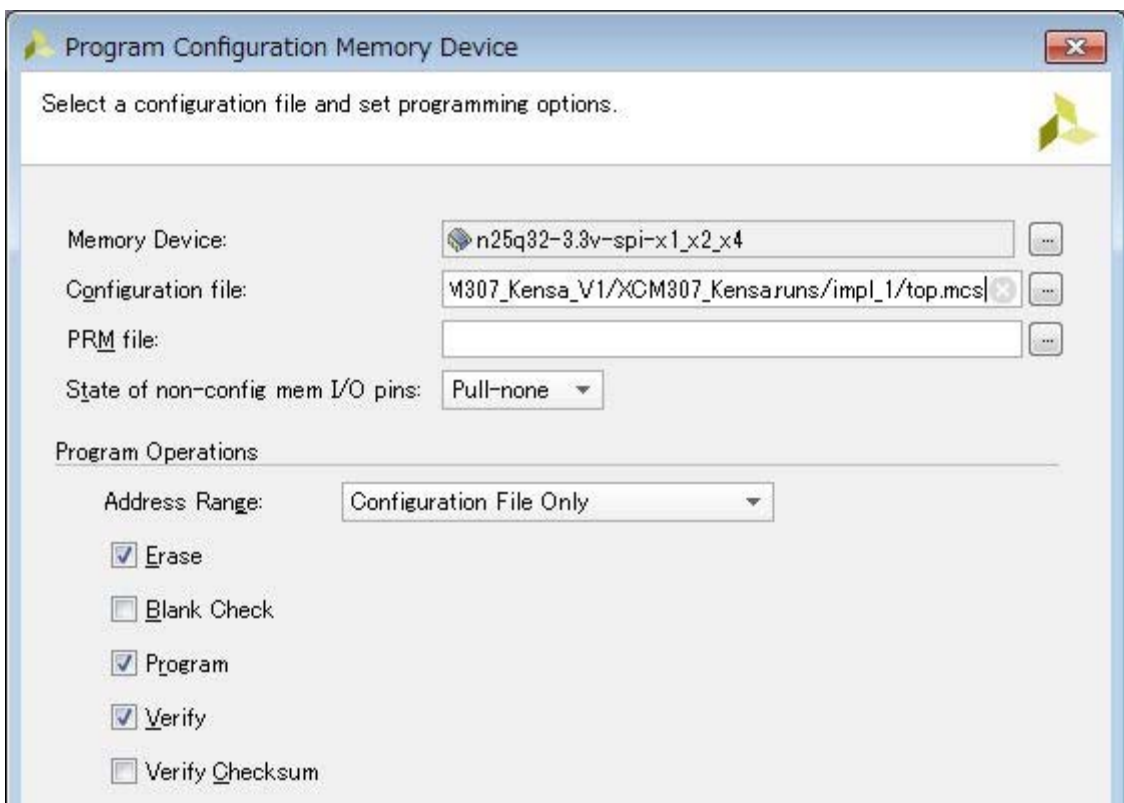 Program Configuration Memory Device
Select a configuration file and set programming options.
Memory Device: n25q32-3.3v-spi-x1_x2_x4 ...
Configuration file: M307_Kensa_V1/XCM307_Kensa.runs/impl_1/top.mcs ...
PRM file: ...
State of non-config mem I/O pins: Pull-none
Program Operations
Address Range: Configuration File Only
Erase
Blank Check
Program
Verify
Verify Checksum